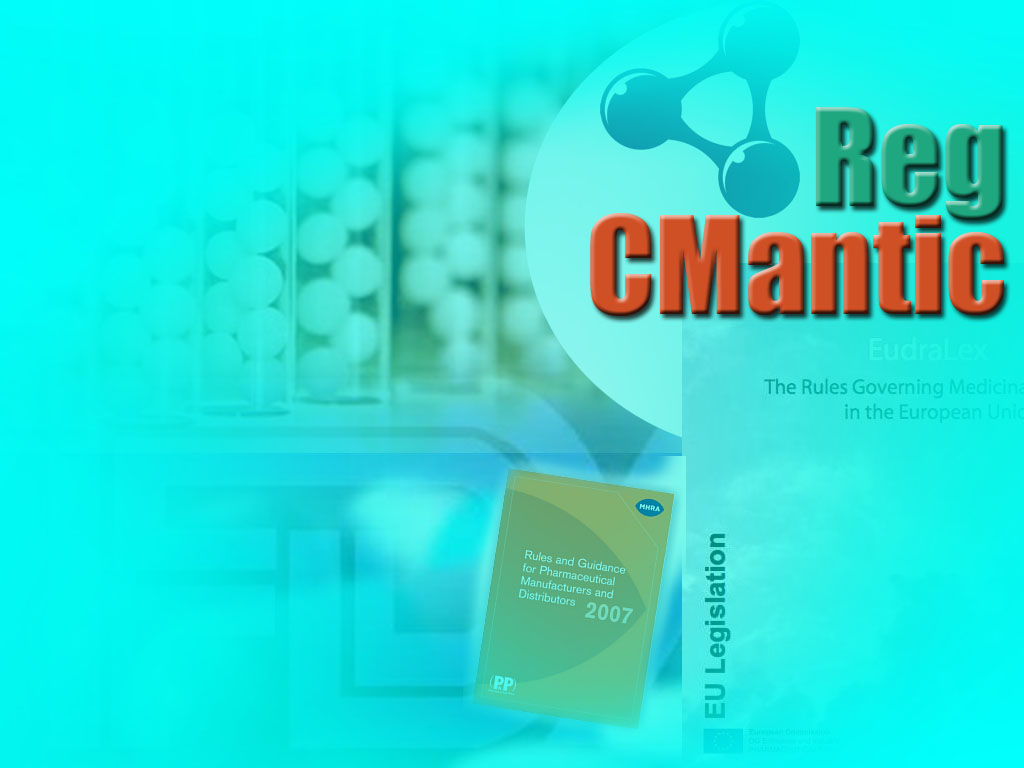 Reg
CMantic
EudraLex
The Rules Governing Medicina
in the European Unio
MHRA
Rules and Guidance
for Pharmaceutical
Manufacturers and
Distributors 2007
EU Legislation
PP
European Commission